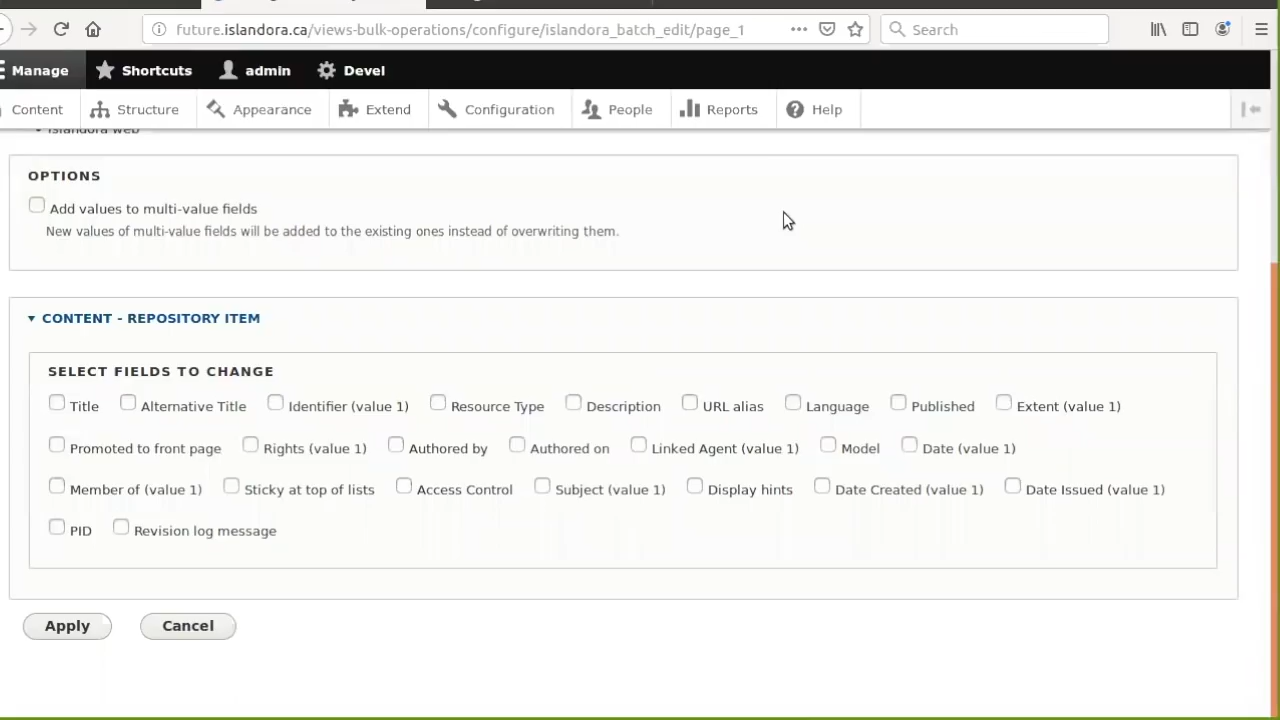 future.islandora.ca/views-bulk-operations/configure/islandora_batch_edit/page_1 Search
Manage Shortcuts admin Devel
Content Structure Appearance Extend Configuration People Reports Help
Islandora web
OPTIONS
Add values to multi-value fields
New values of multi-value fields will be added to the existing ones instead of overwriting them.
CONTENT - REPOSITORY ITEM
SELECT FIELDS TO CHANGE
Title Alternative Title Identifier (value 1) Resource Type Description URL alias Language Published Extent (value 1)
Promoted to front page Rights (value 1) Authored by Authored on Linked Agent (value 1) Model Date (value 1)
Member of (value 1) Sticky at top of lists Access Control Subject (value 1) Display hints Date Created (value 1) Date Issued (value 1)
PID Revision log message
Apply Cancel